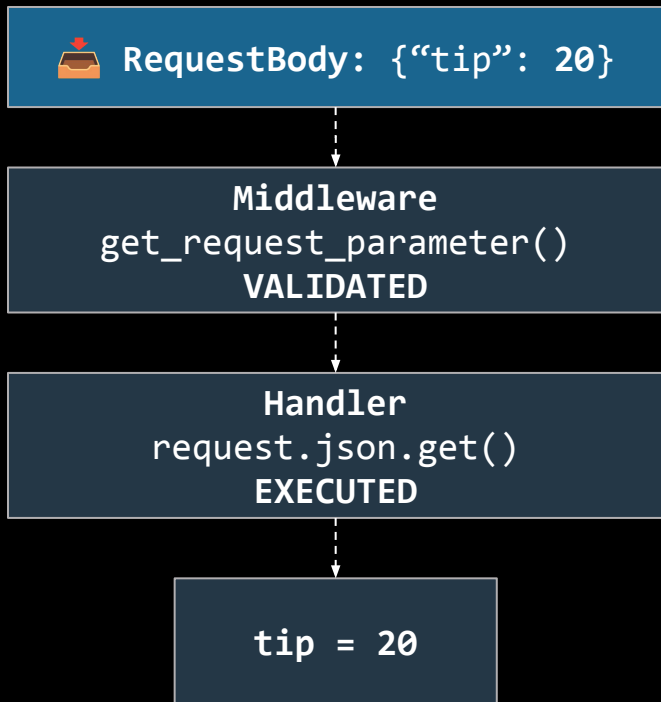 📥 RequestBody: {“tip”: 20}
Middleware
get_request_parameter()
VALIDATED
Handler
request.json.get()
EXECUTED
tip = 20